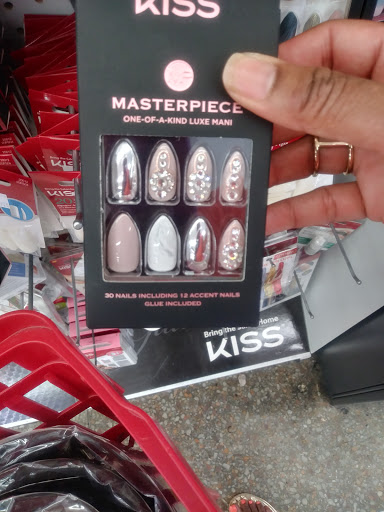 KISS
MASTERPIECE
ONE-OF-A-KIND LUXE MANI
30 NAILS INCLUDING 12 ACCENT NAILS
GLUE INCLUDED
Bring the Salon Home
KISS